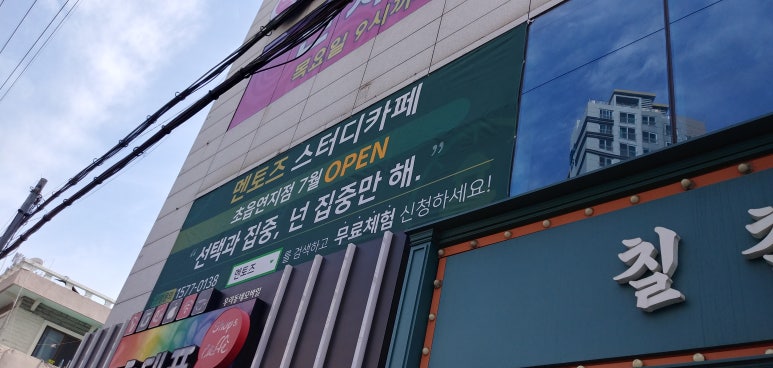 목요일 9시
멘토즈 스터디카페
초읍연지점 7월 OPEN
"선택과 집중, 넌 집중만 해."
1577-0138 멘토즈 를 검색하고 무료체험 신청하세요!
칠